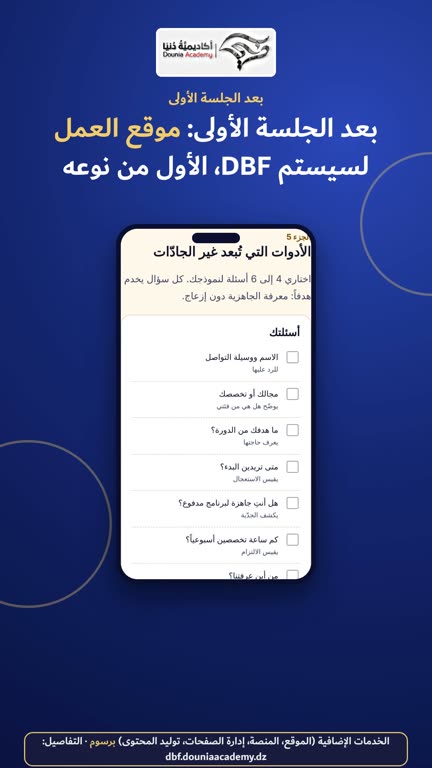 أكاديميّة دُنيَا
Dounia Academy
بعد الجلسة الأولى
بعد الجلسة الأولى: موقع العمل
لسيستم DBF، الأول من نوعه
الجزء 5
الأدوات التي تُبعد غير الجادّات
اختاري 4 إلى 6 أسئلة لنموذجك. كل سؤال يخدم
هدفاً: معرفة الجاهزية دون إزعاج.
أسئلتك
الاسم ووسيلة التواصل
للرد عليها
مجالك أو تخصصك
يوضّح هل هي من فئتي
ما هدفك من الدورة؟
يعرف حاجتها
متى تريدين البدء؟
يقيس الاستعجال
هل أنتِ جاهزة لبرنامج مدفوع؟
يكشف الجدّية
كم ساعة تخصصين أسبوعياً؟
يقيس الالتزام
من أين عرفتنا؟
الخدمات الإضافية (الموقع، المنصة، إدارة الصفحات، توليد المحتوى) برسوم · التفاصيل:
dbf.douniaacademy.dz